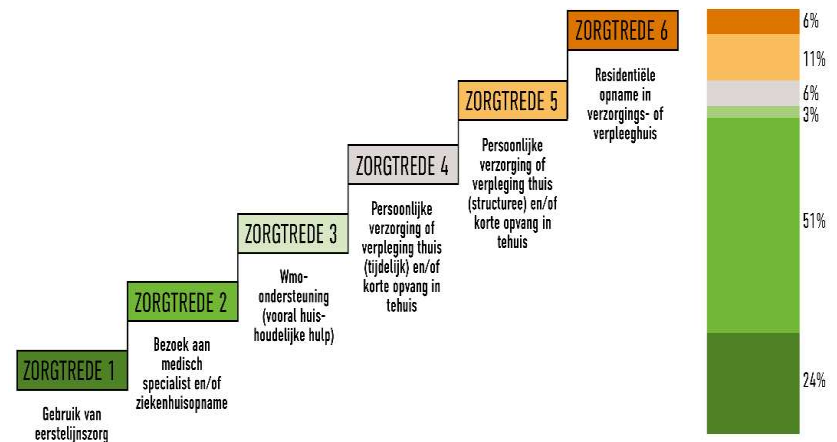 ZORGTREDE 1
Gebruik van
eerstelijnszorg
ZORGTREDE 2
Bezoek aan
medisch
specialist en/of
ziekenhuisopname
ZORGTREDE 3
Wmo-
ondersteuning
(vooral huis-
houdelijke hulp)
ZORGTREDE 4
Persoonlijke
verzorging of
verpleging thuis
(tijdelijk) en/of
korte opvang in
tehuis
ZORGTREDE 5
Persoonlijke
verzorging of
verpleging thuis
(structuree) en/of
korte opvang in
tehuis
ZORGTREDE 6
Residentiële
opname in
verzorgings- of
verpleeghuis
6%
11%
6%
3%
51%
24%